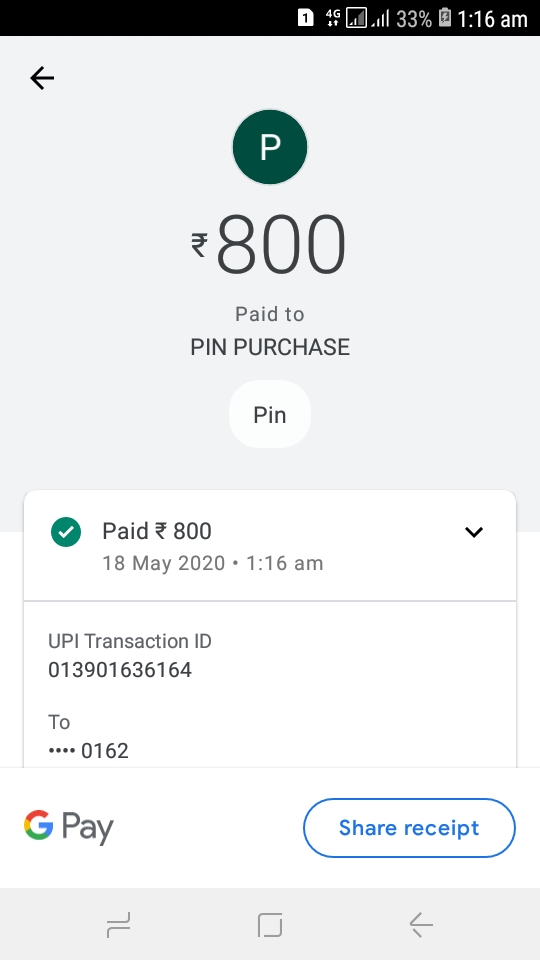 1 4G 33% 1:16 am
P
₹800
Paid to
PIN PURCHASE
Pin
Paid ₹ 800
18 May 2020 • 1:16 am
UPI Transaction ID
013901636164
To
•••• 0162
G Pay
Share receipt